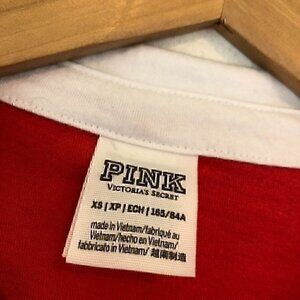 PINK
VICTORIA'S SECRET
XS | XP | ECH | 165/84A
made in Vietnam/fabriqué au
Vietnam/hecho en Vietnam/
fabbricato in Vietnam/越南制造